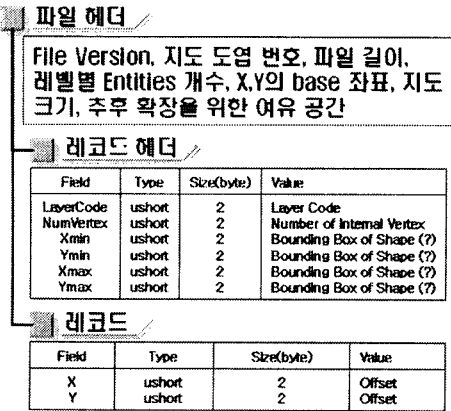 파일 헤더
File Version, 지도 도엽 번호, 파일 길이,
레벨별 Entities 개수, X,Y의 base 좌표, 지도
크기, 추후 확장을 위한 여유 공간
레코드 헤더
Field Type Size(byte) Value
LayerCode ushort 2 Layer Code
NumVertex ushort 2 Number of Internal Vertex
Xmin ushort 2 Bounding Box of Shape (?)
Ymin ushort 2 Bounding Box of Shape (?)
Xmax ushort 2 Bounding Box of Shape (?)
Ymax ushort 2 Bounding Box of Shape (?)
레코드
Field Type Size(byte) Value
X ushort 2 Offset
Y ushort 2 Offset